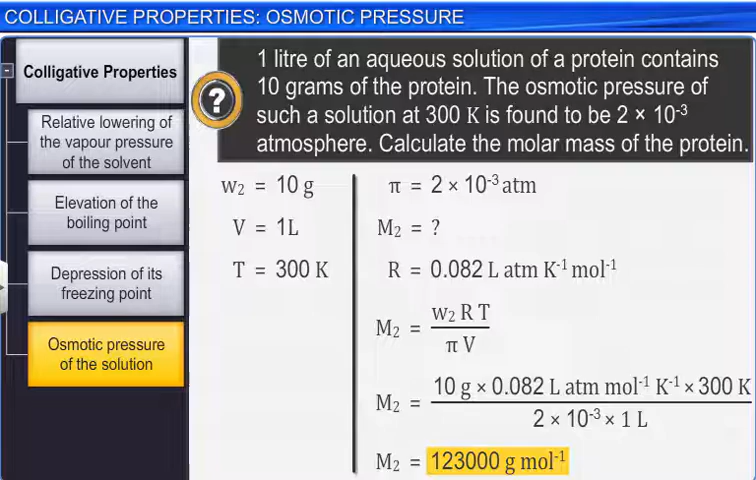 COLLIGATIVE PROPERTIES: OSMOTIC PRESSURE
Colligative Properties
Relative lowering of
the vapour pressure
of the solvent
Elevation of the
boiling point
Depression of its
freezing point
Osmotic pressure
of the solution
?
1 litre of an aqueous solution of a protein contains
10 grams of the protein. The osmotic pressure of
such a solution at 300 K is found to be 2 × 10⁻³
atmosphere. Calculate the molar mass of the protein.
w₂ = 10 g
V = 1L
T = 300 K
π = 2 × 10⁻³ atm
M₂ = ?
R = 0.082 L atm K⁻¹ mol⁻¹
M₂ = w₂ R T / π V
M₂ = 10 g × 0.082 L atm mol⁻¹ K⁻¹ × 300 K / 2 × 10⁻³ × 1 L
M₂ = 123000 g mol⁻¹